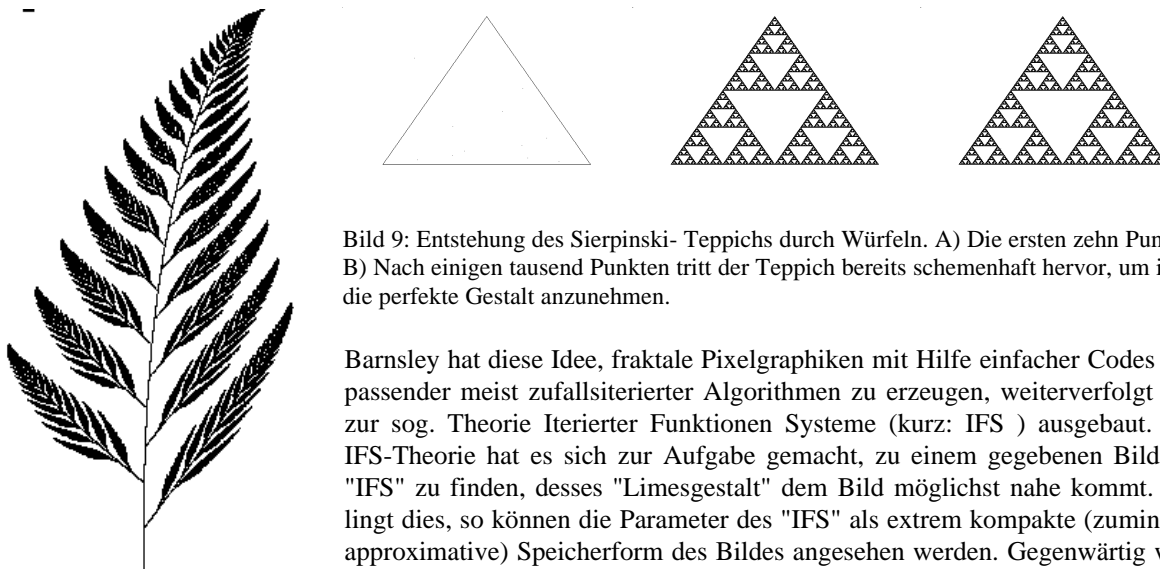 Bild 9: Entstehung des Sierpinski- Teppichs durch Würfeln. A) Die ersten zehn
B) Nach einigen tausend Punkten tritt der Teppich bereits schemenhaft hervor, um
die perfekte Gestalt anzunehmen.
Barnsley hat diese Idee, fraktale Pixelgraphiken mit Hilfe einfacher Codes
passender meist zufallsiterierter Algorithmen zu erzeugen, weiterverfolgt
zur sog. Theorie Iterierter Funktionen Systeme (kurz: IFS ) ausgebaut.
IFS-Theorie hat es sich zur Aufgabe gemacht, zu einem gegebenen Bild
"IFS" zu finden, desses "Limesgestalt" dem Bild möglichst nahe kommt.
lingt dies, so können die Parameter des "IFS" als extrem kompakte (zumin
approximative) Speicherform des Bildes angesehen werden. Gegenwärtig